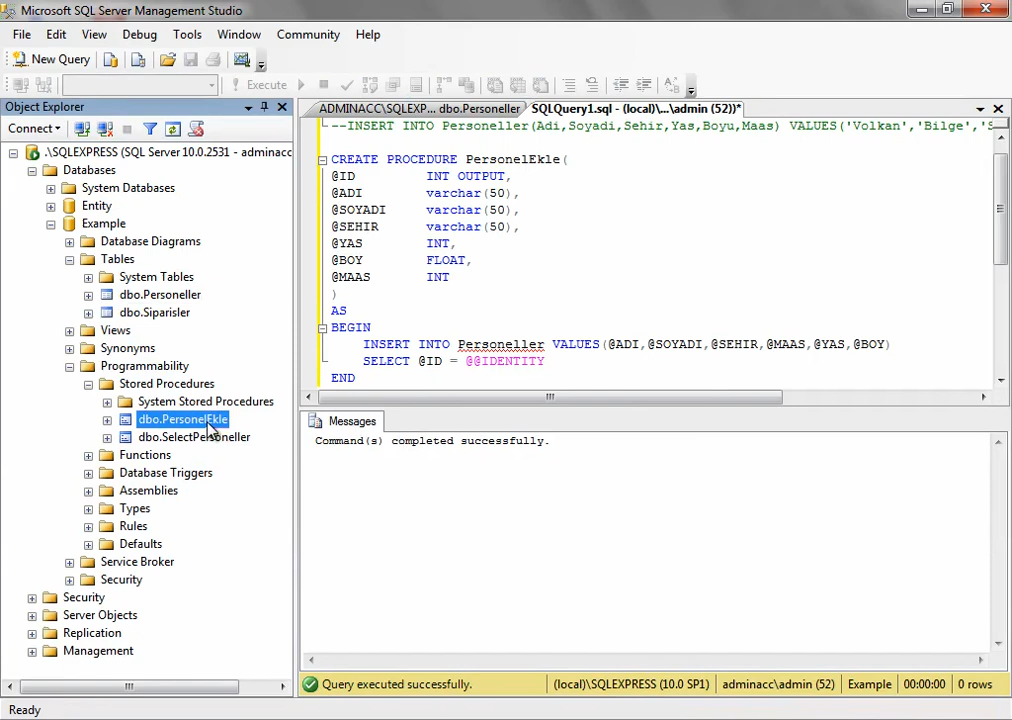 Microsoft SQL Server Management Studio
File Edit View Debug Tools Window Community Help
New Query
Execute
Object Explorer
ADMINACC\SQLEXP... dbo.Personeller
SQLQuery1.sql - (local)\...\admin (52))*
Connect
.\SQLEXPRESS (SQL Server 10.0.2531 - adminacc
Databases
System Databases
Entity
Example
Database Diagrams
Tables
System Tables
dbo.Personeller
dbo.Siparisler
Views
Synonyms
Programmability
Stored Procedures
System Stored Procedures
dbo.PersonelEkle
dbo.SelectPersoneller
Functions
Database Triggers
Assemblies
Types
Rules
Defaults
Service Broker
Security
Security
Server Objects
Replication
Management
---INSERT INTO Personeller(Adi,Soyadi,Sehir,Yas,Boyu,Maas) VALUES('Volkan','Bilge','S
CREATE PROCEDURE PersonelEkle(
@ID INT OUTPUT,
@ADI varchar(50),
@SOYADI varchar(50),
@SEHIR varchar(50),
@YAS INT,
@BOY FLOAT,
@MAAS INT
)
AS
BEGIN
INSERT INTO Personeller VALUES(@ADI,@SOYADI,@SEHIR,@MAAS,@YAS,@BOY)
SELECT @ID = @@IDENTITY
END
Messages
Command(s) completed successfully.
Query executed successfully.
(local)\SQLEXPRESS (10.0 SP1)
adminacc\admin (52)
Example
00:00:00
0 rows
Ready